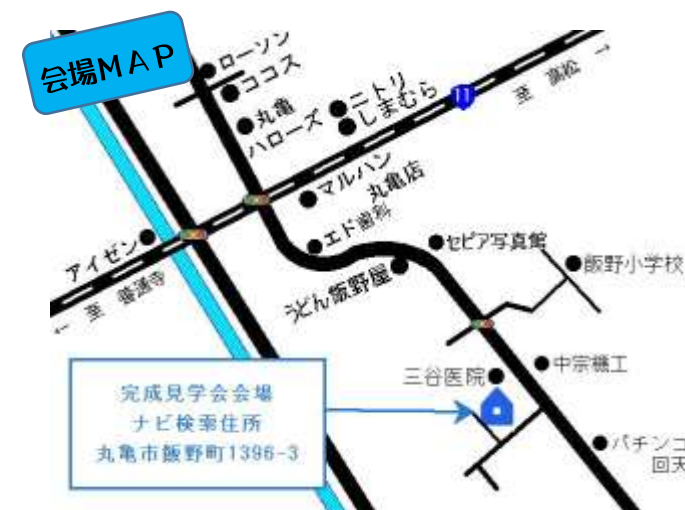 会場MAP
ローソン
ココス
丸亀
ハローズ
ニトリ
しまむら
11
至 高松 →
マルハン
丸亀店
エド歯科
アイゼン
← 至 善通寺
セピア写真館
うどん飯野屋
飯野小学校
三谷医院
中宗機工
完成見学会会場
ナビ検索住所
丸亀市飯野町1396-3
パチンコ
回天